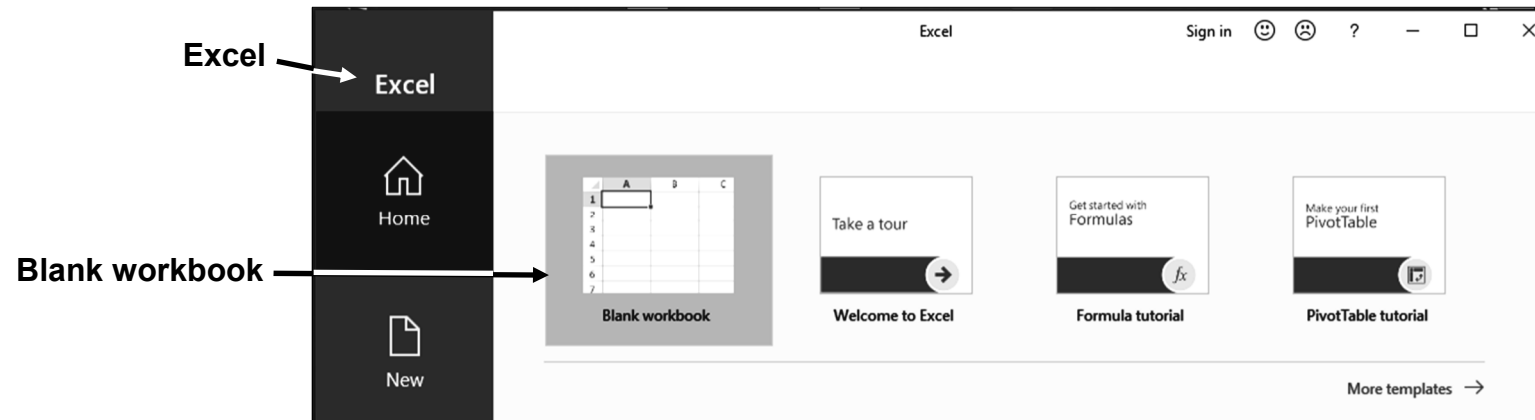 Excel Sign in ?
Excel
Excel
Home
Blank workbook
New
A B C
1
2
3
4
5
6
7
Blank workbook
Take a tour
Welcome to Excel
Get started with
Formulas
fx
Formula tutorial
Make your first
PivotTable
PivotTable tutorial
More templates